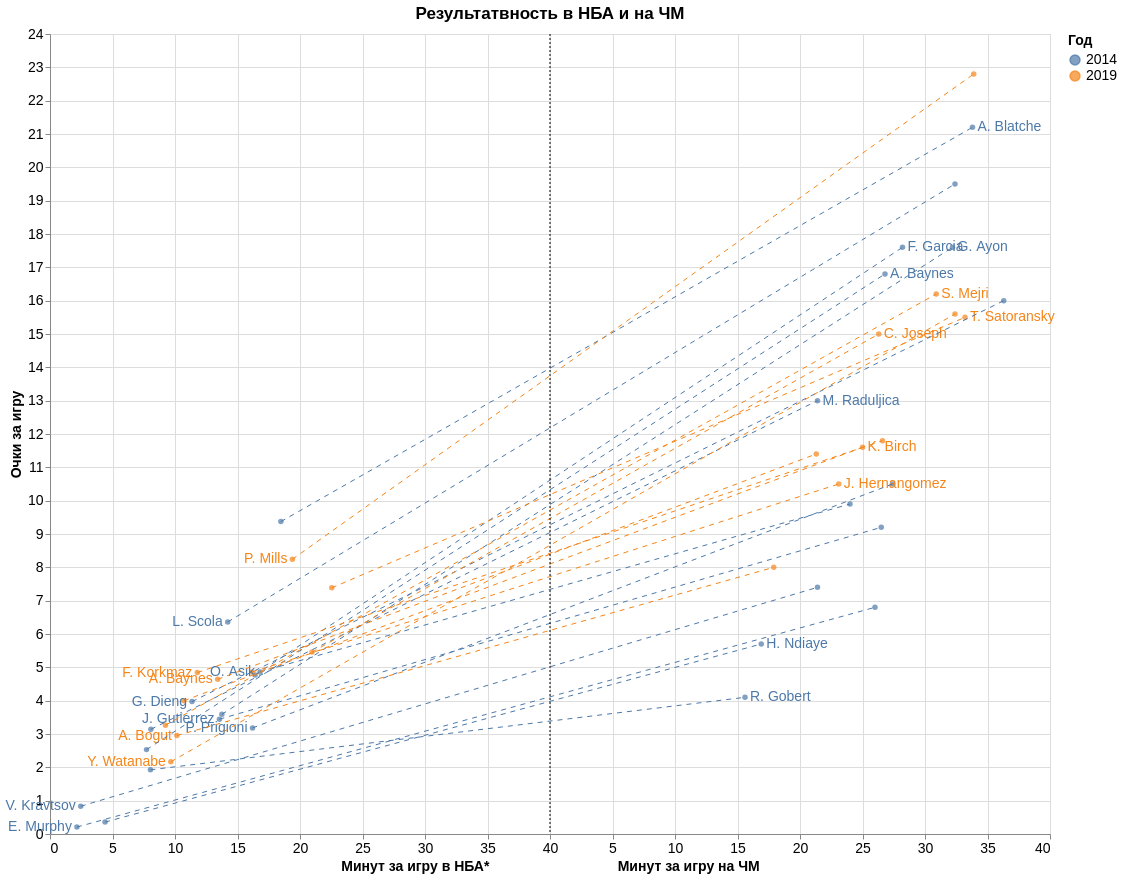 Результатвность в НБА и на ЧМ
Год
2014
2019
Очки за игру
24
23
22
21
20
19
18
17
16
15
14
13
12
11
10
9
8
7
6
5
4
3
2
1
0
A. Blatche
F. Garcia
G. Ayon
A. Baynes
S. Mejri
T. Satoransky
C. Joseph
M. Raduljica
K. Birch
J. Hernangomez
P. Mills
L. Scola
H. Ndiaye
F. Korkmaz
O. Asik
A. Baynes
G. Dieng
R. Gobert
J. Gutierrez
P. Prigioni
A. Bogut
Y. Watanabe
V. Kravtsov
E. Murphy
0 5 10 15 20 25 30 35 40 5 10 15 20 25 30 35 40
Минут за игру в НБА* Минут за игру на ЧМ